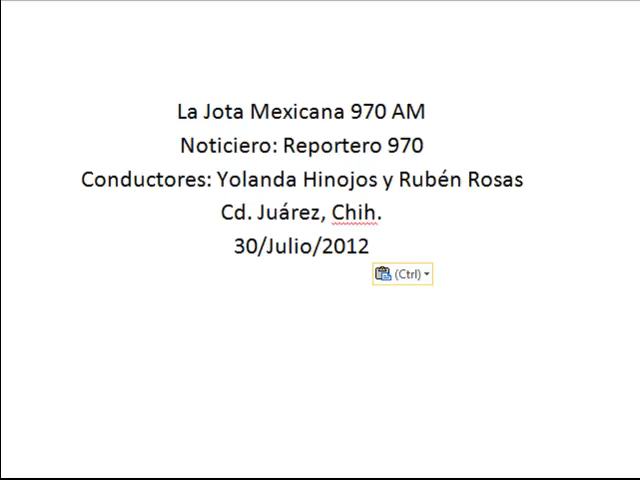 La Jota Mexicana 970 AM
Noticiero: Reportero 970
Conductores: Yolanda Hinojos y Rubén Rosas
Cd. Juárez, Chih.
30/Julio/2012
(Ctrl)